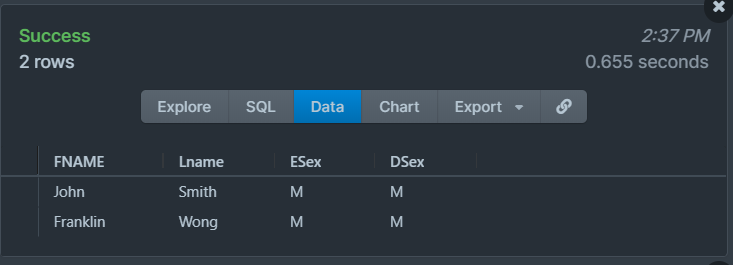 Success 2:37 PM
2 rows 0.655 seconds
Explore SQL Data Chart Export
FNAME Lname ESex DSex
John Smith M M
Franklin Wong M M